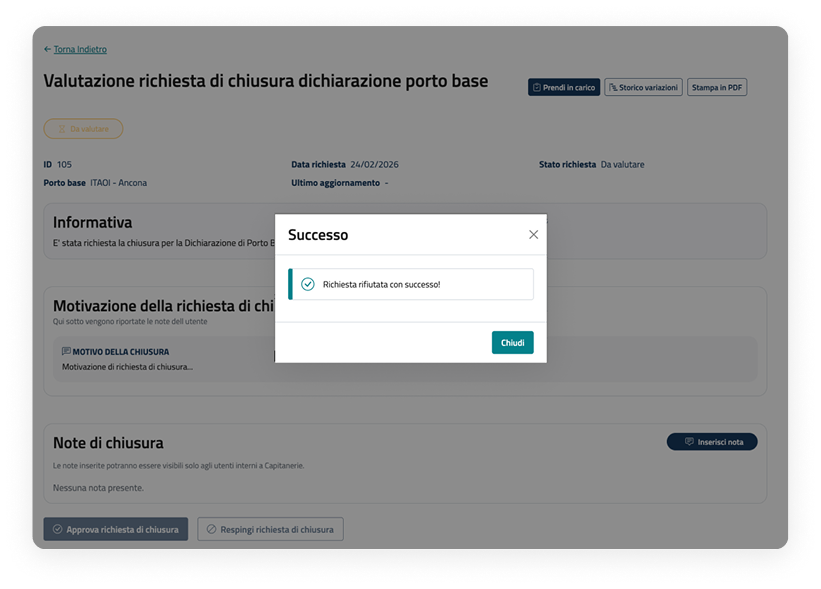 ← Torna Indietro
Valutazione richiesta di chiusura dichiarazione porto base
Prendi in carico
Storico variazioni
Stampa in PDF
Da valutare
ID 105
Data richiesta 24/02/2026
Stato richiesta Da valutare
Porto base ITAOI - Ancona
Ultimo aggiornamento -
Informativa
E' stata richiesta la chiusura per la Dichiarazione di Porto
Successo
Richiesta rifiutata con successo!
Chiudi
Motivazione della richiesta di
Qui sotto vengono riportate le note dell utente
MOTIVO DELLA CHIUSURA
Motivazione di richiesta di chiusura...
Note di chiusura
Inserisci nota
Le note inserite potranno essere visibili solo agli utenti interni a Capitanerie.
Nessuna nota presente.
Approva richiesta di chiusura
Respingi richiesta di chiusura